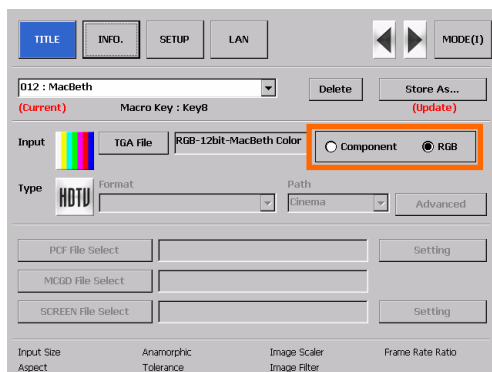 TITLE INFO. SETUP LAN MODE(I)
012 : MacBeth Delete Store As...
(Current) Macro Key : Key8 (Update)
Input TGA File RGB-12bit-MacBeth Color Component RGB
Format Path
Type HDTV Cinema Advanced
PCF File Select Setting
MCGD File Select
SCREEN File Select Setting
Input Size Anamorphic Image Scaler Frame Rate Ratio
Aspect Tolerance Image Filter